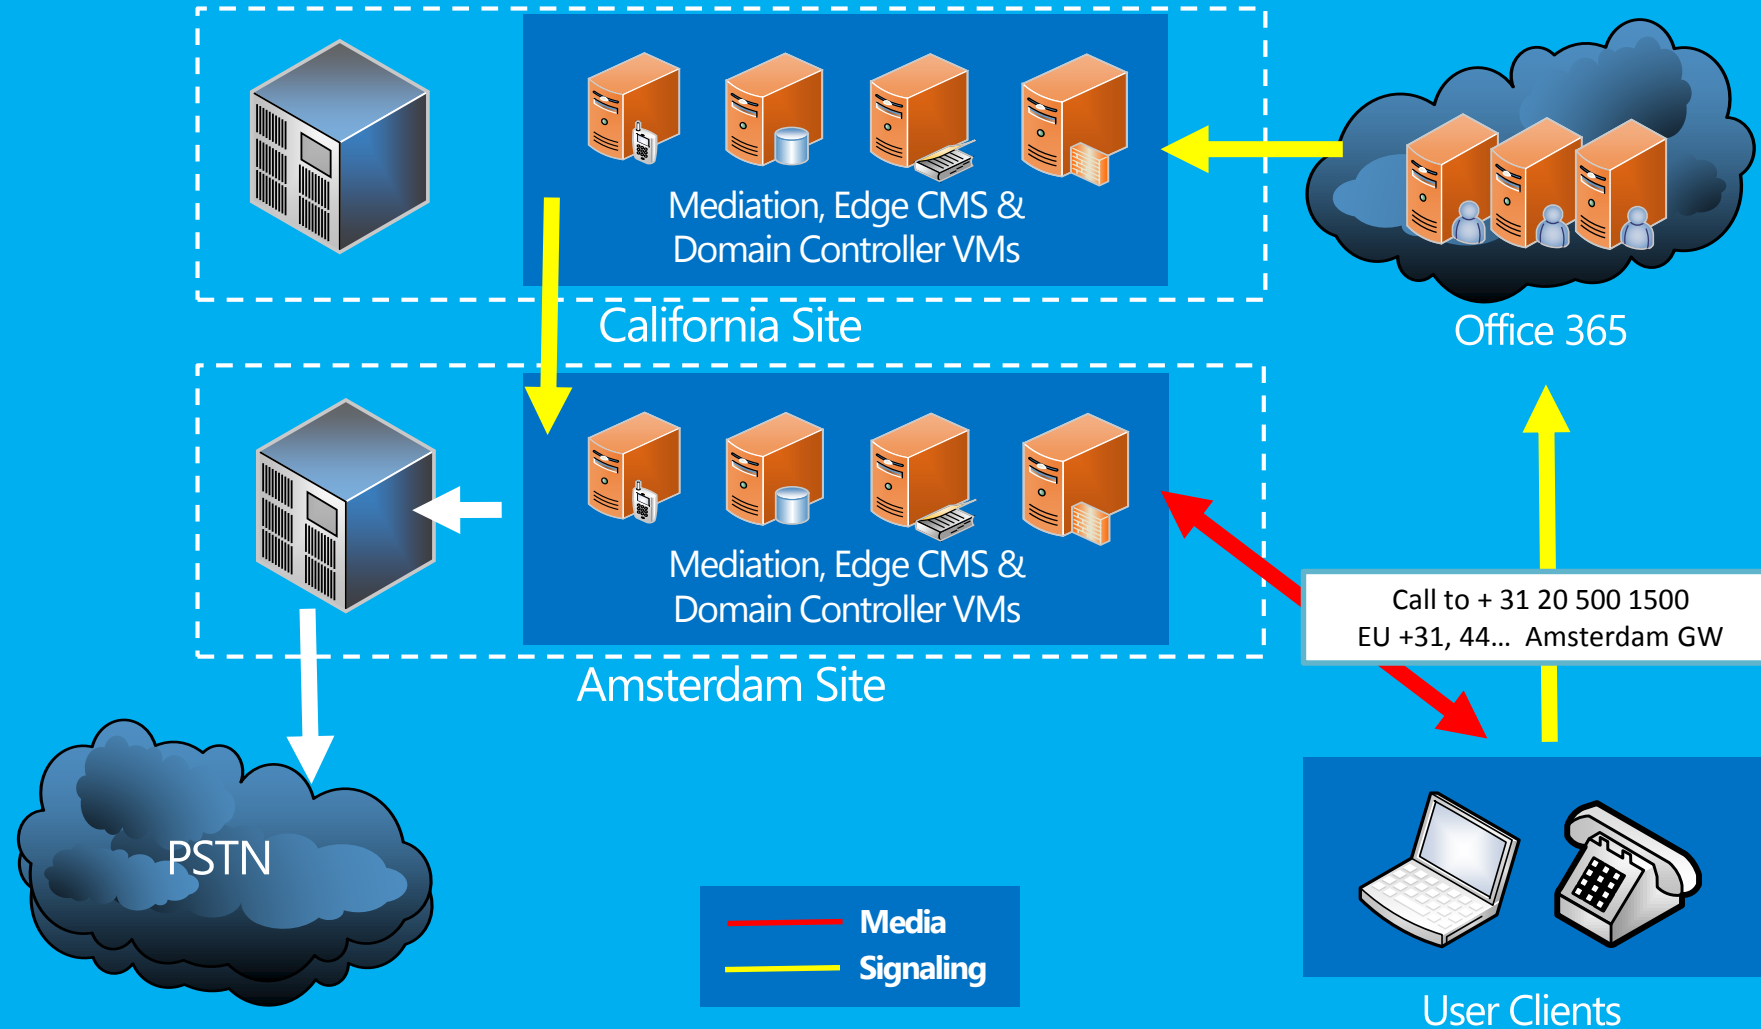 Mediation, Edge CMS &
Domain Controller VMs
California Site
Office 365
Mediation, Edge CMS &
Domain Controller VMs
Amsterdam Site
Call to + 31 20 500 1500
EU +31, 44... Amsterdam GW
PSTN
Media
Signaling
User Clients